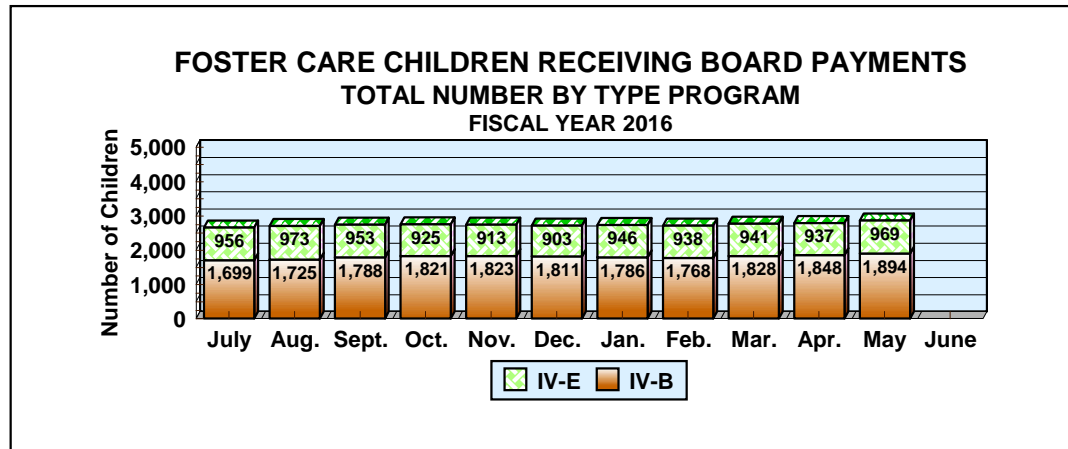 FOSTER CARE CHILDREN RECEIVING BOARD PAYMENTS
TOTAL NUMBER BY TYPE PROGRAM
FISCAL YEAR 2016
Number of Children
5,000
4,000
3,000
2,000
1,000
0
956 973 953 925 913 903 946 938 941 937 969
1,699 1,725 1,788 1,821 1,823 1,811 1,786 1,768 1,828 1,848 1,894
July Aug. Sept. Oct. Nov. Dec. Jan. Feb. Mar. Apr. May June
IV-E IV-B